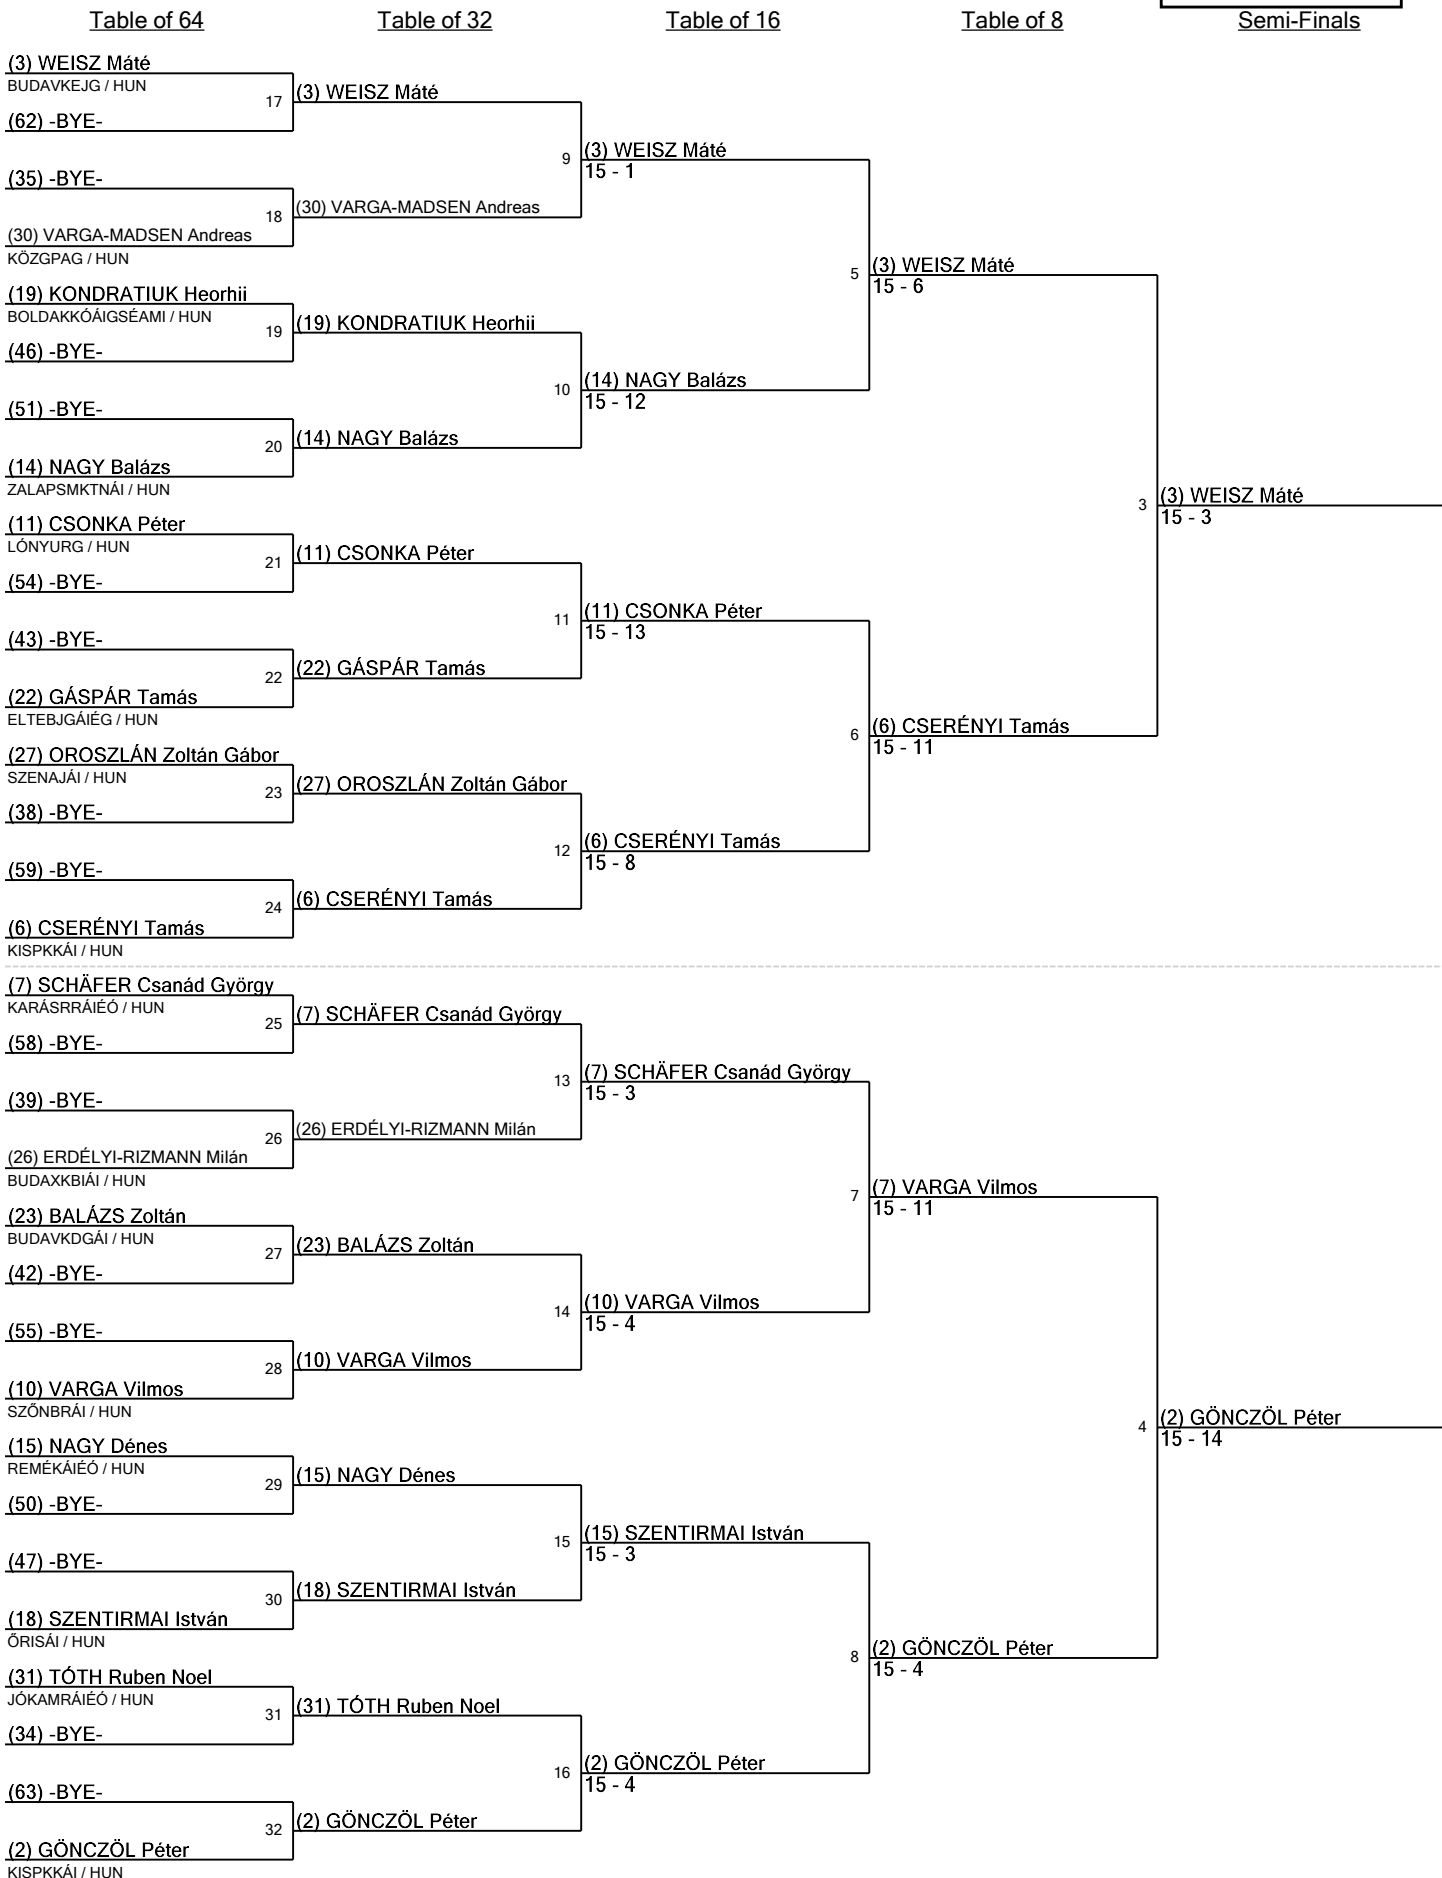 Table of 64
Table of 32
Table of 16
Table of 8
Semi-Finals
(3) WEISZ Máté
BUDAVKEJG / HUN
17
(3) WEISZ Máté
(62) -BYE-
9
(3) WEISZ Máté
15 - 1
(35) -BYE-
18
(30) VARGA-MADSEN Andreas
(30) VARGA-MADSEN Andreas
KÖZGPAG / HUN
5
(3) WEISZ Máté
15 - 6
(19) KONDRATIUK Heorhii
BOLDAKKÓÁIGSÉAMI / HUN
19
(19) KONDRATIUK Heorhii
(46) -BYE-
10
(14) NAGY Balázs
15 - 12
(51) -BYE-
20
(14) NAGY Balázs
(14) NAGY Balázs
ZALAPSMKTNÁI / HUN
3
(3) WEISZ Máté
15 - 3
(11) CSONKA Péter
LÓNYURG / HUN
21
(11) CSONKA Péter
(54) -BYE-
11
(11) CSONKA Péter
15 - 13
(43) -BYE-
22
(22) GÁSPÁR Tamás
(22) GÁSPÁR Tamás
ELTEBJGÁIÉG / HUN
6
(6) CSERÉNYI Tamás
15 - 11
(27) OROSZLÁN Zoltán Gábor
SZENAJÁI / HUN
23
(27) OROSZLÁN Zoltán Gábor
(38) -BYE-
12
(6) CSERÉNYI Tamás
15 - 8
(59) -BYE-
24
(6) CSERÉNYI Tamás
(6) CSERÉNYI Tamás
KISPKKÁI / HUN
(7) SCHÄFER Csanád György
KARÁSRRÁIÉÓ / HUN
25
(7) SCHÄFER Csanád György
(58) -BYE-
13
(7) SCHÄFER Csanád György
15 - 3
(39) -BYE-
26
(26) ERDÉLYI-RIZMANN Milán
(26) ERDÉLYI-RIZMANN Milán
BUDAXKBIÁI / HUN
7
(7) VARGA Vilmos
15 - 11
(23) BALÁZS Zoltán
BUDAVKDGÁI / HUN
27
(23) BALÁZS Zoltán
(42) -BYE-
14
(10) VARGA Vilmos
15 - 4
(55) -BYE-
28
(10) VARGA Vilmos
(10) VARGA Vilmos
SZŐNBRÁI / HUN
4
(2) GÖNCZÖL Péter
15 - 14
(15) NAGY Dénes
REMÉKÁIÉÓ / HUN
29
(15) NAGY Dénes
(50) -BYE-
15
(15) SZENTIRMAI István
15 - 3
(47) -BYE-
30
(18) SZENTIRMAI István
(18) SZENTIRMAI István
ŐRISÁI / HUN
8
(2) GÖNCZÖL Péter
15 - 4
(31) TÓTH Ruben Noel
JÓKAMRÁIÉÓ / HUN
31
(31) TÓTH Ruben Noel
(34) -BYE-
16
(2) GÖNCZÖL Péter
15 - 4
(63) -BYE-
32
(2) GÖNCZÖL Péter
(2) GÖNCZÖL Péter
KISPKKÁI / HUN